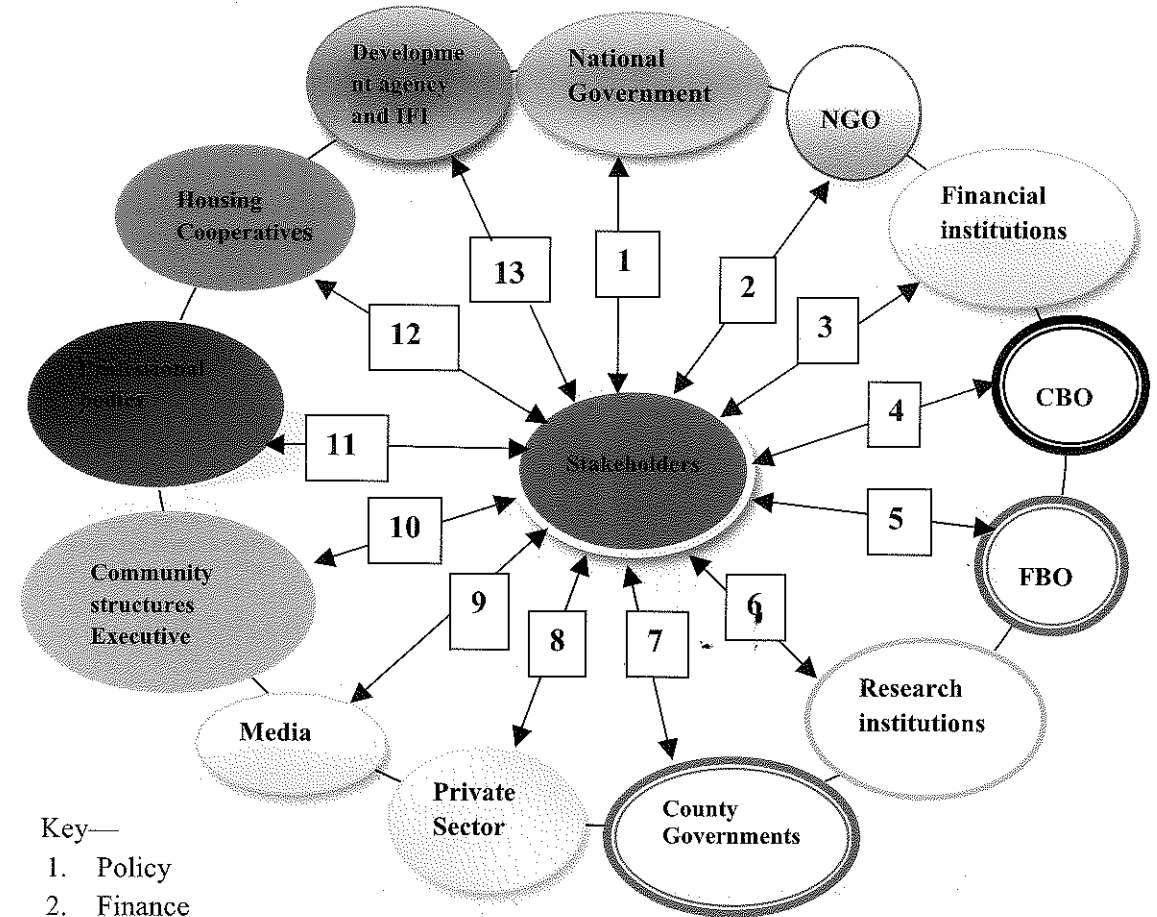 Developme
nt agency
and IFI
National
Government
NGO
Financial
institutions
CBO
FBO
Research
institutions
County
Governments
Private
Sector
Media
Community
structures
Executive
Professional
bodies
Housing
Cooperatives
Stakeholders
1
2
3
4
5
6
7
8
9
10
11
12
13
Key—
1. Policy
2. Finance